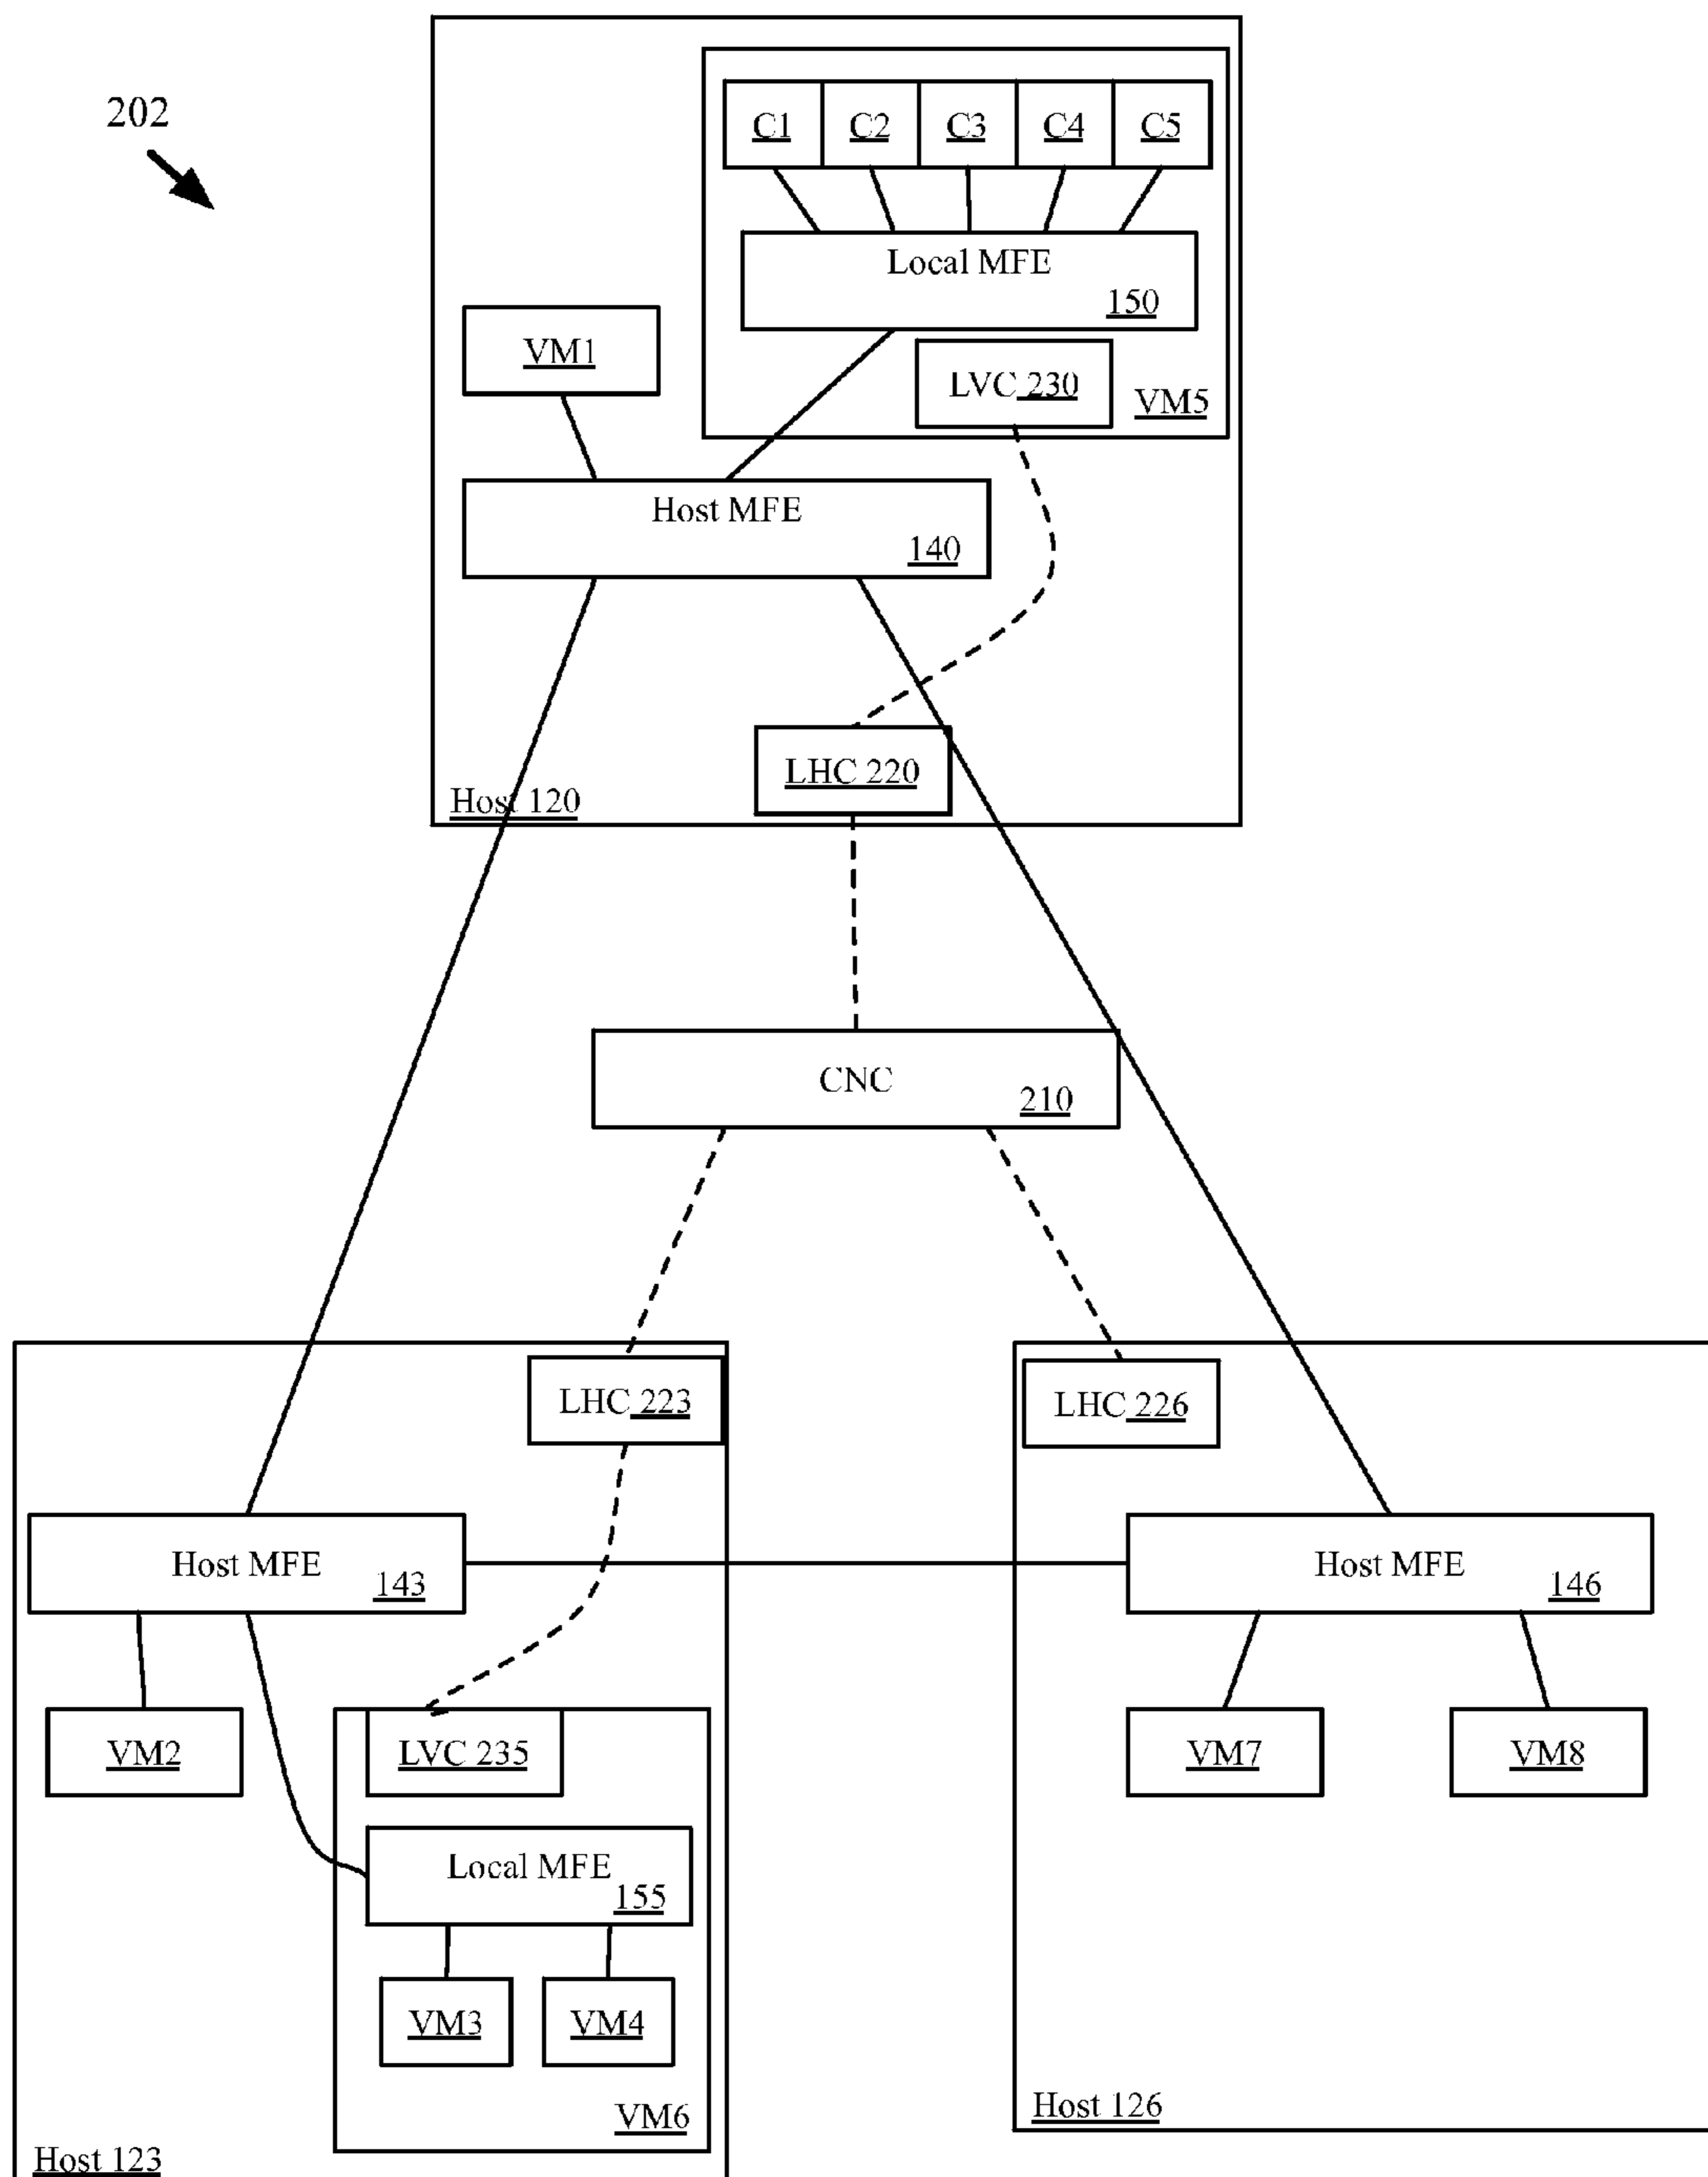 202
C1 C2 C3 C4 C5
Local MFE
150
VM1
LVC 230
VM5
Host MFE
140
LHC 220
Host 120
CNC
210
LHC 223
LHC 226
Host MFE
143
Host MFE
146
VM2
LVC 235
VM7
VM8
Local MFE
155
VM3
VM4
VM6
Host 126
Host 123